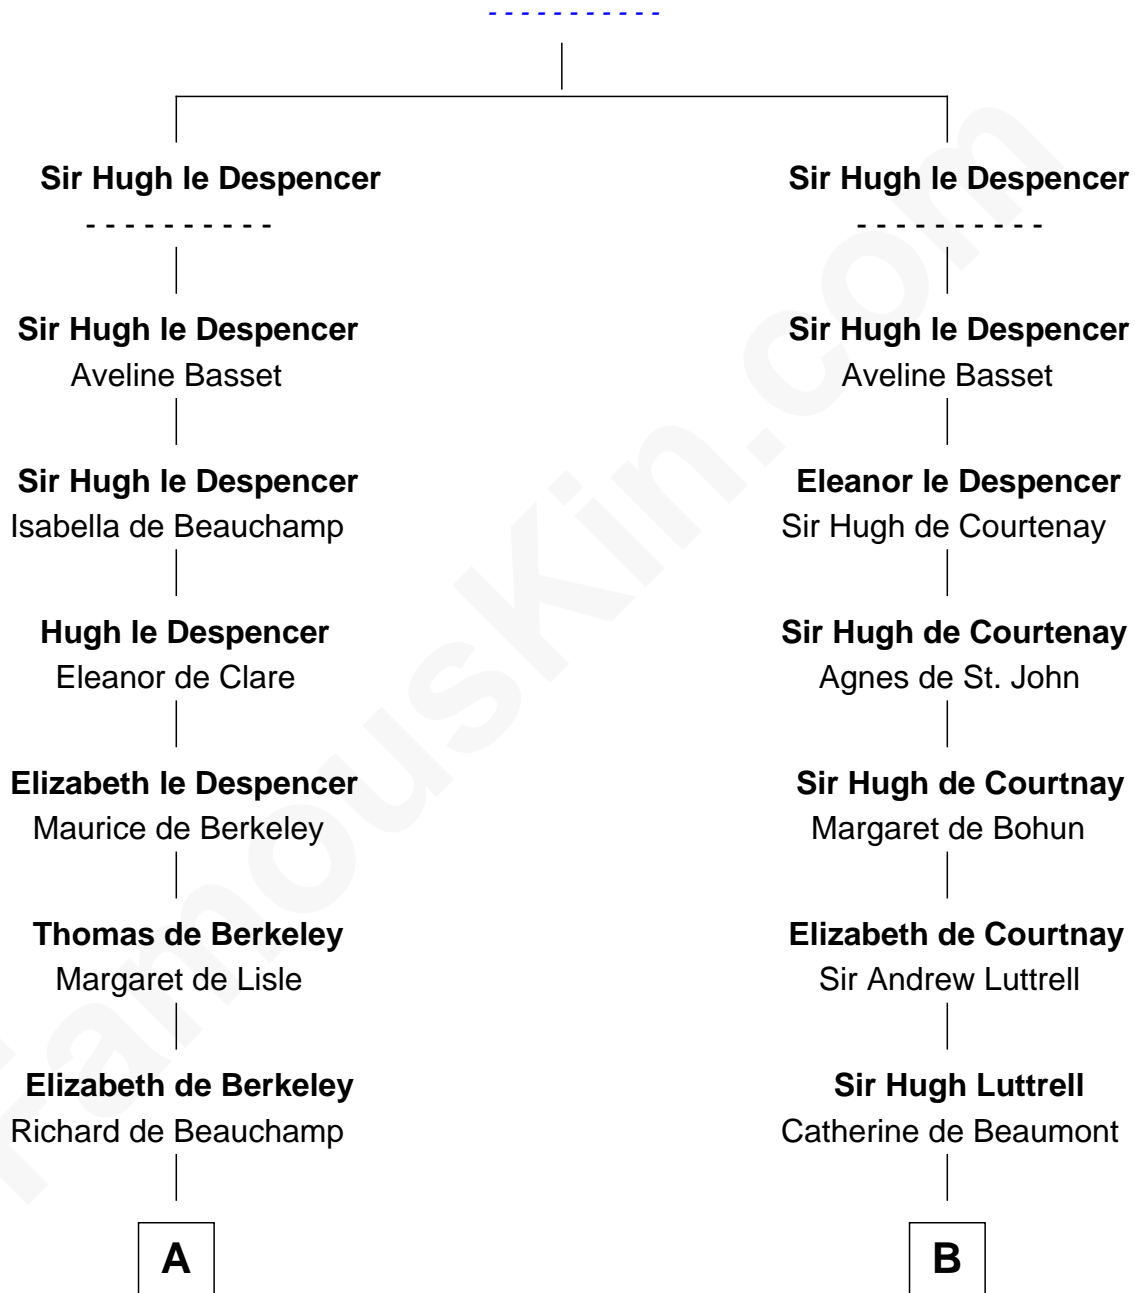 - - - - - - - - - - -
Sir Hugh le Despencer
- - - - - - - - - -
Sir Hugh le Despencer
Aveline Basset
Sir Hugh le Despencer
Isabella de Beauchamp
Hugh le Despencer
Eleanor de Clare
Elizabeth le Despencer
Maurice de Berkeley
Thomas de Berkeley
Margaret de Lisle
Elizabeth de Berkeley
Richard de Beauchamp
A
Sir Hugh le Despencer
- - - - - - - - - -
Sir Hugh le Despencer
Aveline Basset
Eleanor le Despencer
Sir Hugh de Courtenay
Sir Hugh de Courtenay
Agnes de St. John
Sir Hugh de Courtnay
Margaret de Bohun
Elizabeth de Courtnay
Sir Andrew Luttrell
Sir Hugh Luttrell
Catherine de Beaumont
B
FamousKin.com